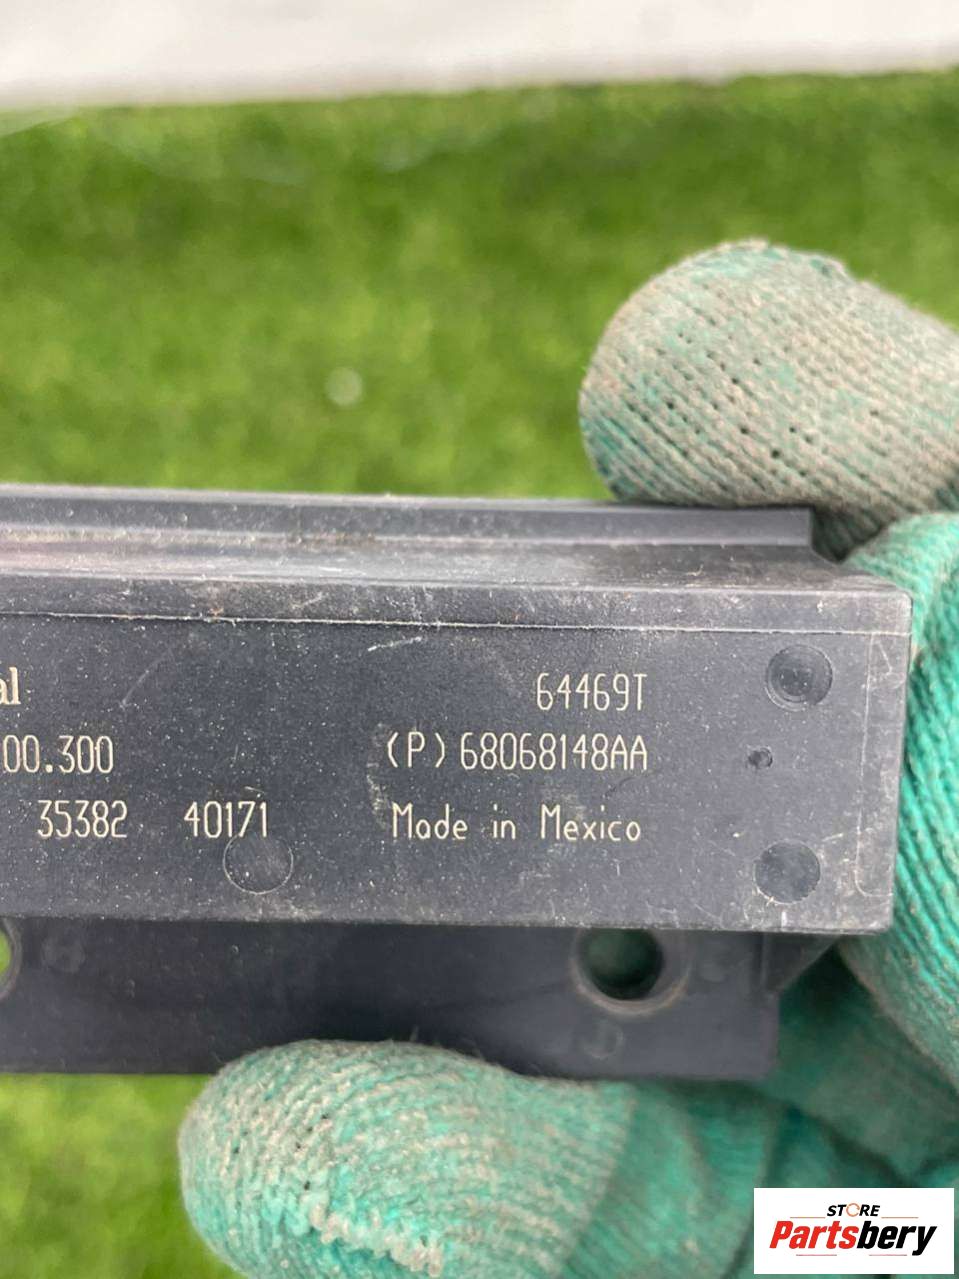 al 64469T
00.300 (P)68068148AA
35382 40171 Made in Mexico
STORE
Partsbery